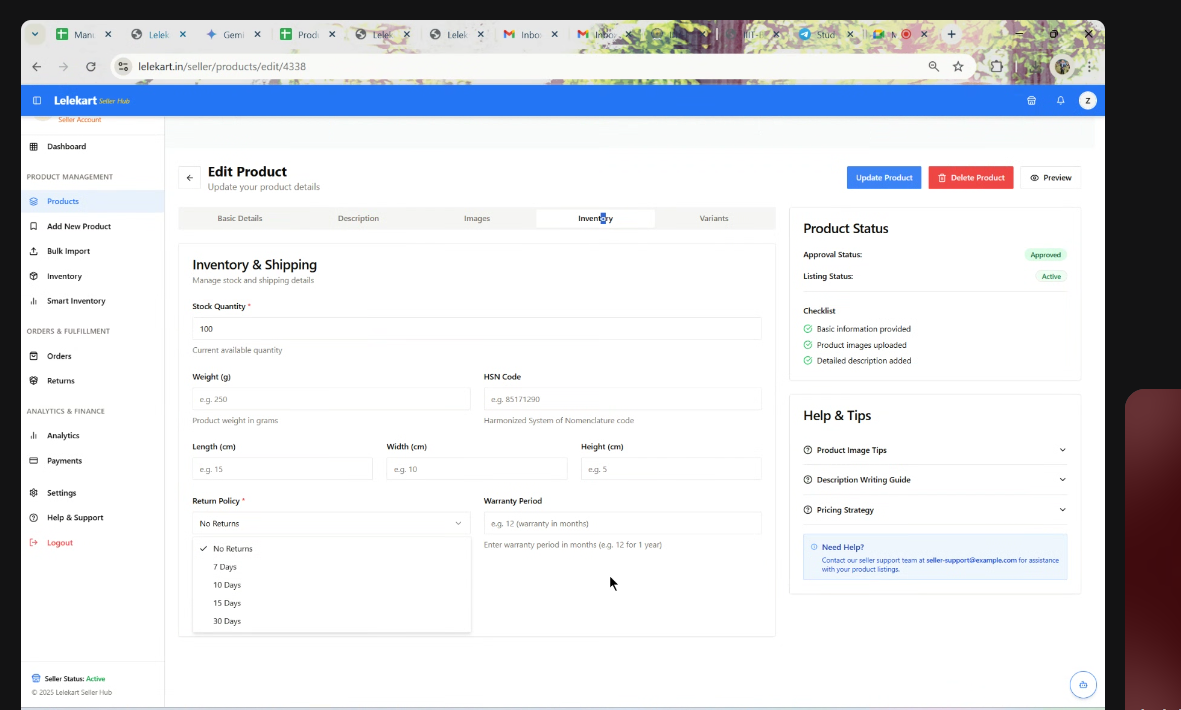 Man
Lelek
Gemi
Prod
Lelek
Lelek
Inbo
Inbo
Stud
lelekart.in/seller/products/edit/4338
Lelekart Seller Hub
Z
Seller Account
Dashboard
PRODUCT MANAGEMENT
Products
Add New Product
Bulk Import
Inventory
Smart Inventory
ORDERS & FULFILLMENT
Orders
Returns
ANALYTICS & FINANCE
Analytics
Payments
Settings
Help & Support
Logout
Seller Status: Active
© 2025 Lelekart Seller Hub
Edit Product
Update your product details
Update Product
Delete Product
Preview
Basic Details
Description
Images
Inventory
Variants
Inventory & Shipping
Manage stock and shipping details
Stock Quantity *
100
Current available quantity
Weight (g)
HSN Code
e.g. 250
e.g. 85171290
Product weight in grams
Harmonized System of Nomenclature code
Length (cm)
Width (cm)
Height (cm)
e.g. 15
e.g. 10
e.g. 5
Return Policy *
Warranty Period
No Returns
e.g. 12 (warranty in months)
Enter warranty period in months (e.g. 12 for 1 year)
No Returns
7 Days
10 Days
15 Days
30 Days
Product Status
Approval Status:
Approved
Listing Status:
Active
Checklist
Basic information provided
Product images uploaded
Detailed description added
Help & Tips
Product Image Tips
Description Writing Guide
Pricing Strategy
Need Help?
Contact our seller support team at seller-support@example.com for assistance
with your product listings.